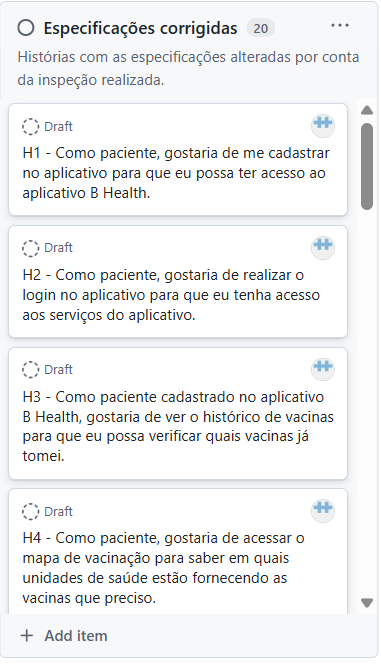 Especificações corrigidas 20 ...
Histórias com as especificações alteradas por conta
da inspeção realizada.
Draft
H1 - Como paciente, gostaria de me cadastrar
no aplicativo para que eu possa ter acesso ao
aplicativo B Health.
Draft
H2 - Como paciente, gostaria de realizar o
login no aplicativo para que eu tenha acesso
aos serviços do aplicativo.
Draft
H3 - Como paciente cadastrado no aplicativo
B Health, gostaria de ver o histórico de vacinas
para que eu possa verificar quais vacinas já
tomei.
Draft
H4 - Como paciente, gostaria de acessar o
mapa de vacinação para saber em quais
unidades de saúde estão fornecendo as
vacinas que preciso.
+ Add item